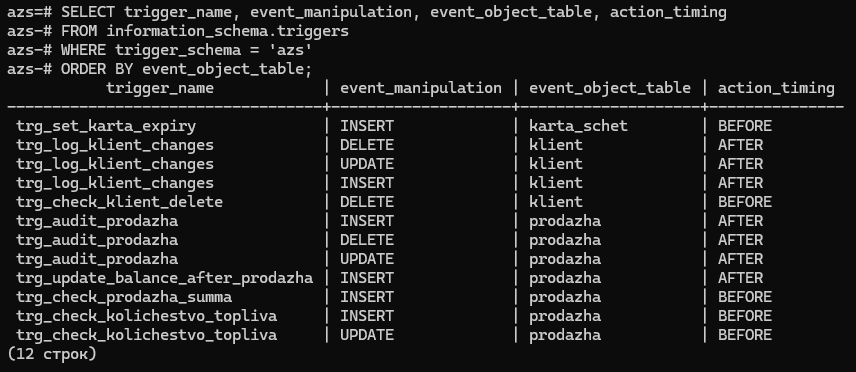 azs=# SELECT trigger_name, event_manipulation, event_object_table, action_timing
azs-# FROM information_schema.triggers
azs-# WHERE trigger_schema = 'azs'
azs-# ORDER BY event_object_table;
          trigger_name            | event_manipulation | event_object_table | action_timing
----------------------------------+--------------------+--------------------+---------------
 trg_set_karta_expiry             | INSERT             | karta_schet        | BEFORE
 trg_log_klient_changes           | DELETE             | klient             | AFTER
 trg_log_klient_changes           | UPDATE             | klient             | AFTER
 trg_log_klient_changes           | INSERT             | klient             | AFTER
 trg_check_klient_delete          | DELETE             | klient             | BEFORE
 trg_audit_prodazha               | INSERT             | prodazha           | AFTER
 trg_audit_prodazha               | DELETE             | prodazha           | AFTER
 trg_audit_prodazha               | UPDATE             | prodazha           | AFTER
 trg_update_balance_after_prodazha | INSERT             | prodazha           | AFTER
 trg_check_prodazha_summa         | INSERT             | prodazha           | BEFORE
 trg_check_kolichestvo_topliva    | INSERT             | prodazha           | BEFORE
 trg_check_kolichestvo_topliva    | UPDATE             | prodazha           | BEFORE
(12 строк)